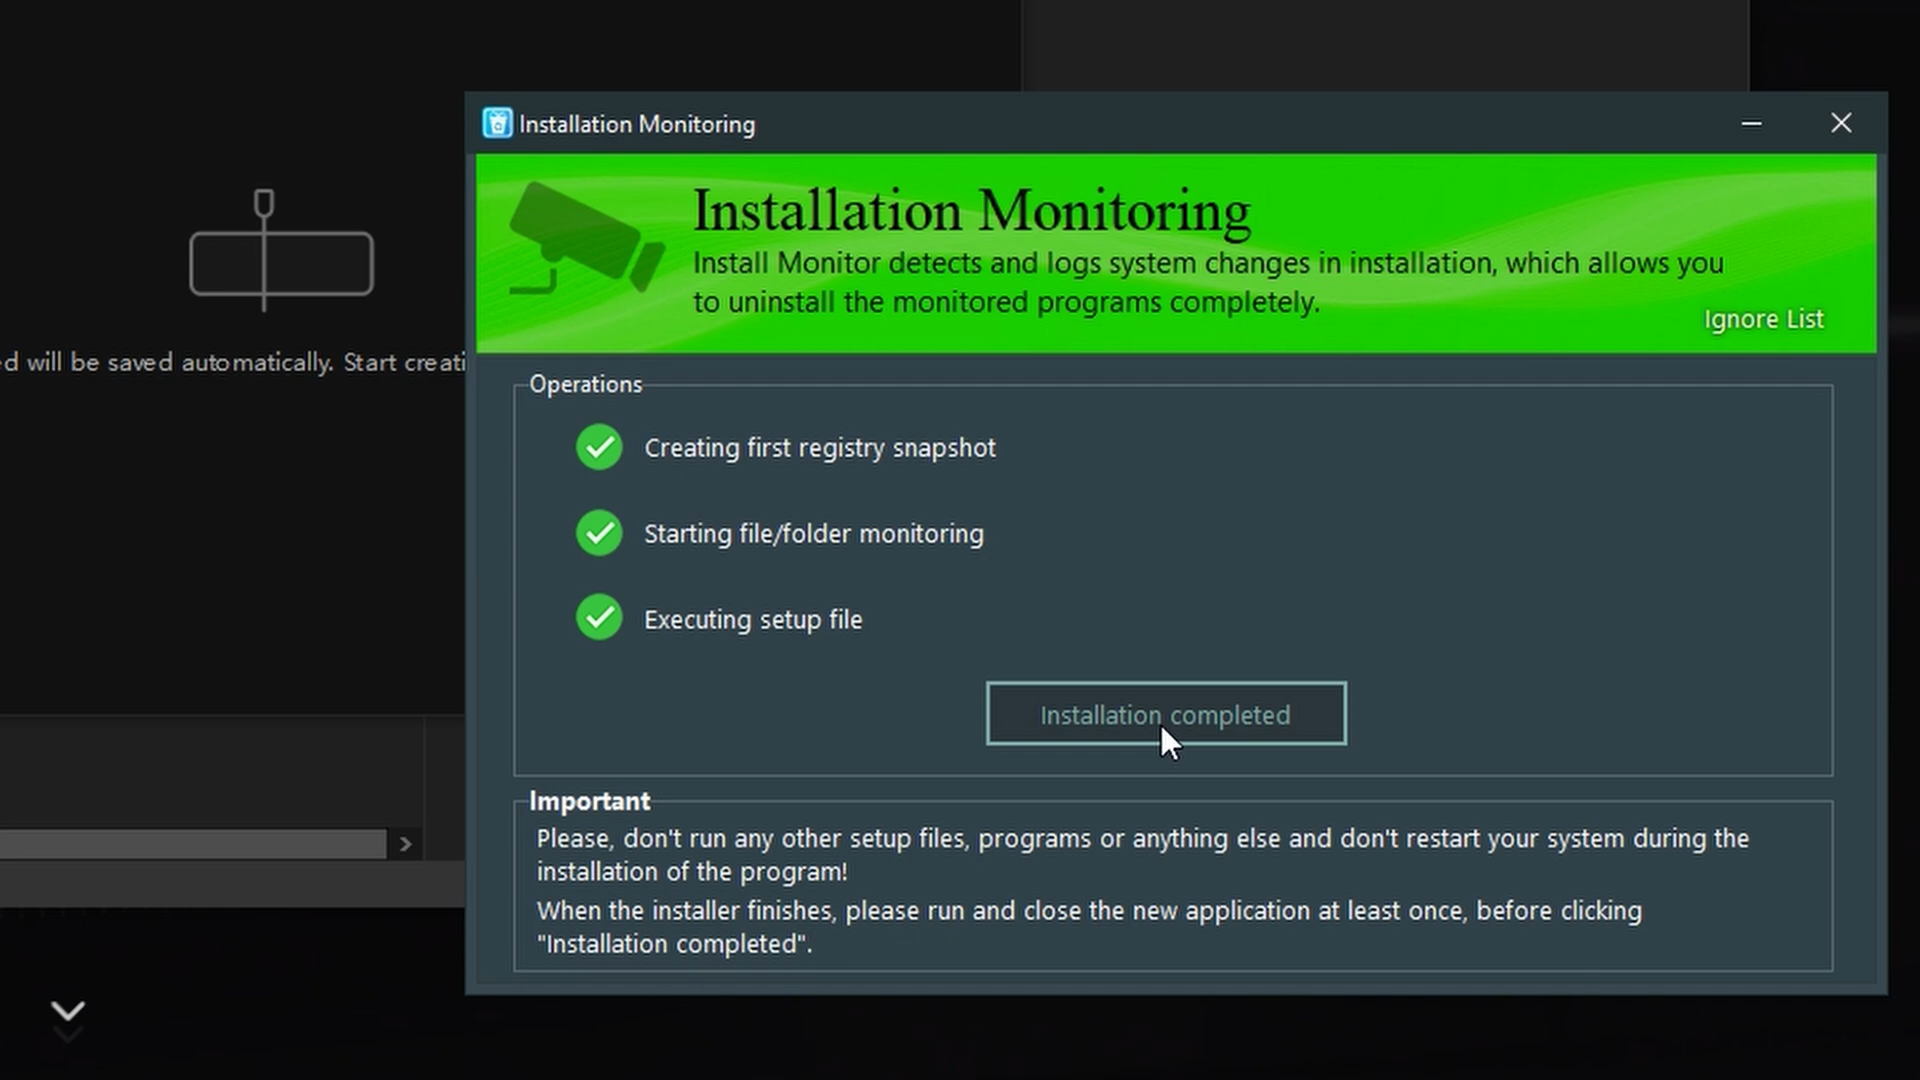 Installation Monitoring
Installation Monitoring
Install Monitor detects and logs system changes in installation, which allows you
to uninstall the monitored programs completely.
Ignore List
ed will be saved automatically. Start creati
Operations
Creating first registry snapshot
Starting file/folder monitoring
Executing setup file
Installation completed
Important
Please, don't run any other setup files, programs or anything else and don't restart your system during the
installation of the program!
When the installer finishes, please run and close the new application at least once, before clicking
"Installation completed".